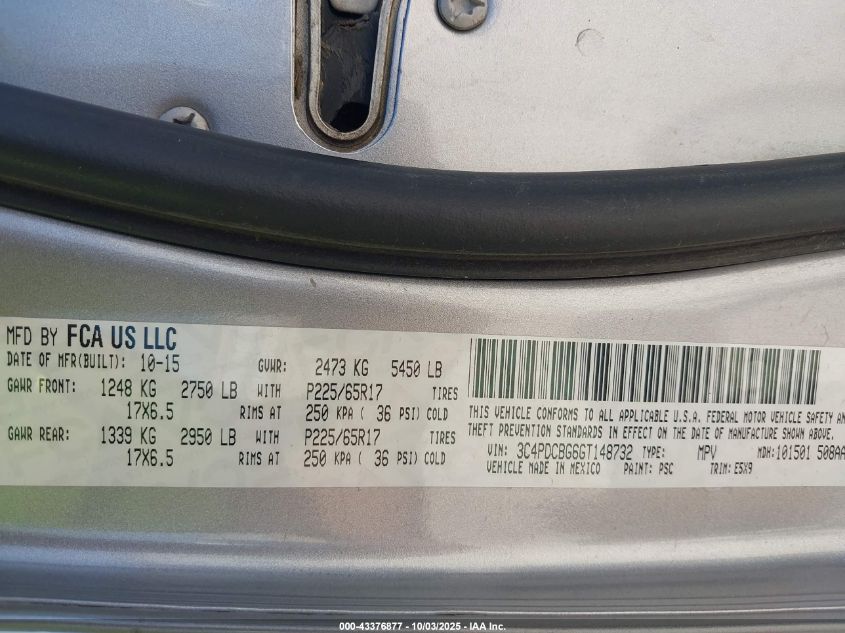 MFD BY FCA US LLC
DATE OF MFR(BUILT): 10-15 GVWR: 2473 KG 5450 LB
GAWR FRONT: 1248 KG 2750 LB WITH P225/65R17 TIRES
17X6.5 RIMS AT 250 KPA ( 36 PSI) COLD
GAWR REAR: 1339 KG 2950 LB WITH P225/65R17 TIRES
17X6.5 RIMS AT 250 KPA ( 36 PSI) COLD
THIS VEHICLE CONFORMS TO ALL APPLICABLE U.S.A. FEDERAL MOTOR VEHICLE SAFETY AN
THEFT PREVENTION STANDARDS IN EFFECT ON THE DATE OF MANUFACTURE SHOWN ABOVE.
VIN: 3C4PDCBG6GT148732 TYPE: MPV MDH:101501 508AA
VEHICLE MADE IN MEXICO PAINT: PSC TRIM: E5X9
000-43376877 - 10/03/2025 - IAA Inc.